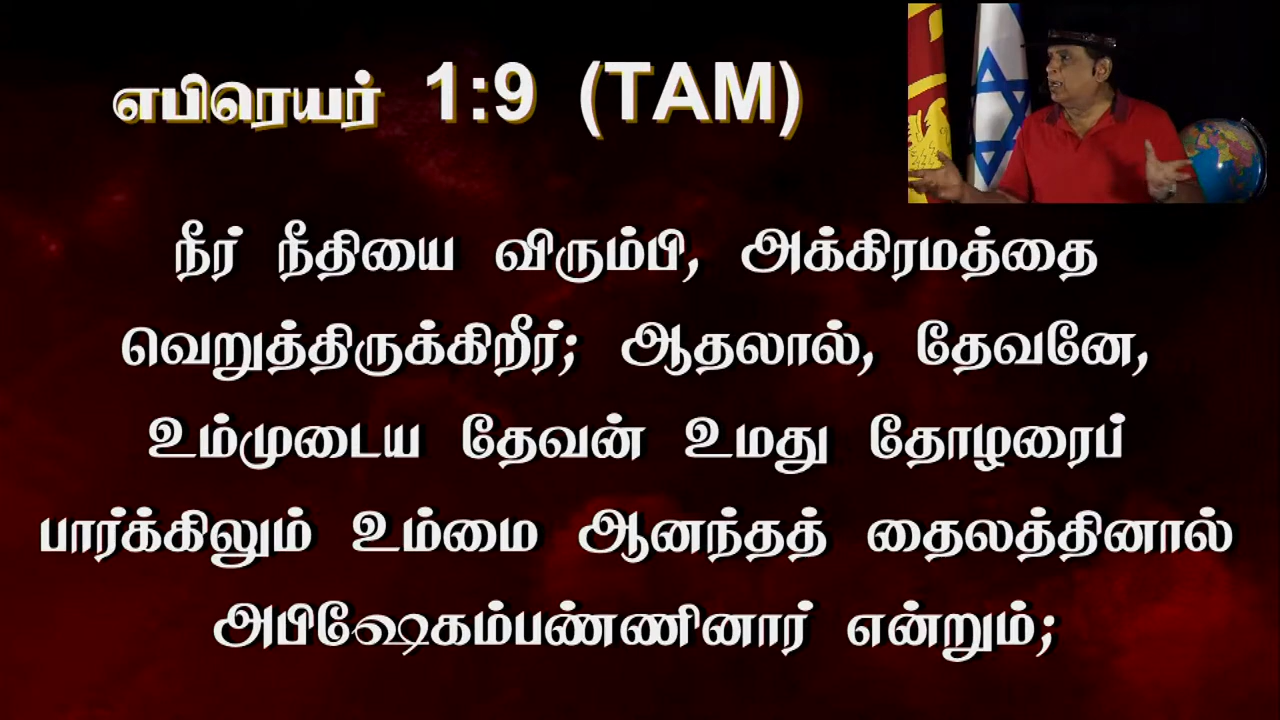 எபிரெயர் 1:9 (TAM)
நீர் நீதியை விரும்பி, அக்கிரமத்தை
வெறுத்திருக்கிறீர்; ஆதலால், தேவனே,
உம்முடைய தேவன் உமது தோழரைப்
பார்க்கிலும் உம்மை ஆனந்தத் தைலத்தினால்
அபிஷேகம்பண்ணினார் என்றும்;